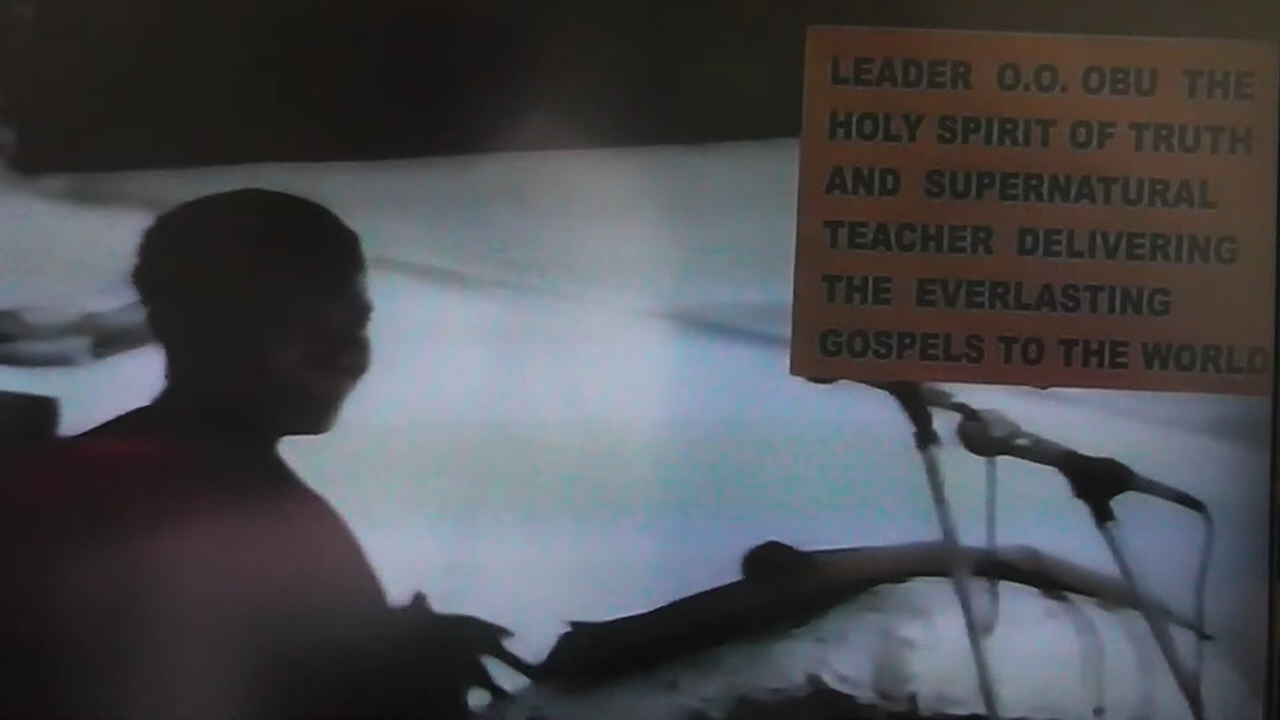 LEADER O.O. OBU THE
HOLY SPIRIT OF TRUTH
AND SUPERNATURAL
TEACHER DELIVERING
THE EVERLASTING
GOSPELS TO THE WORLD